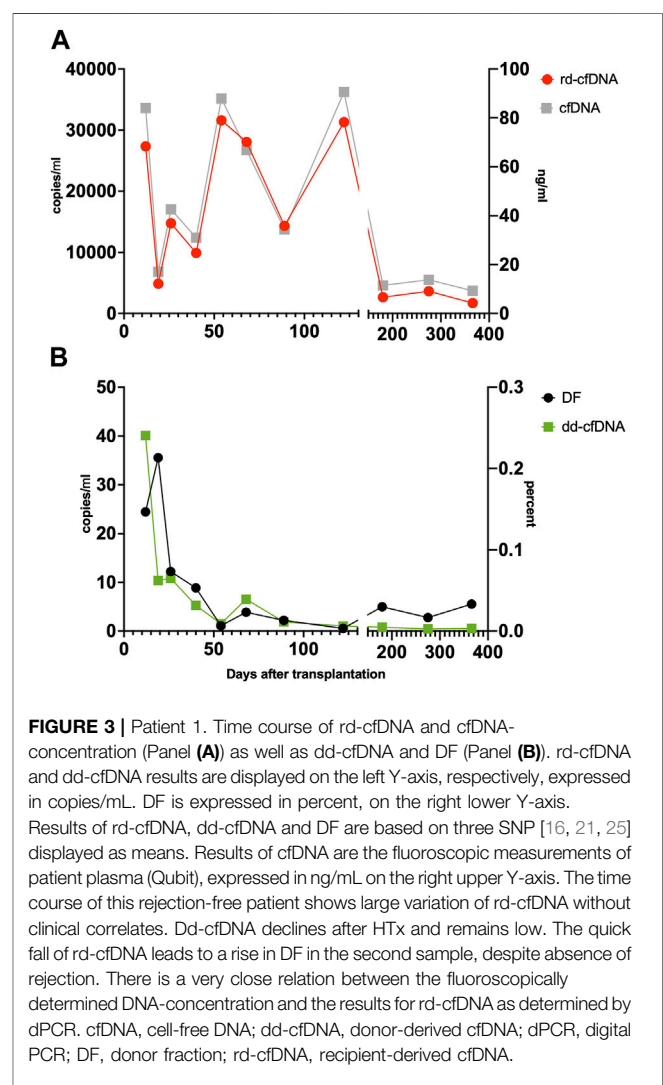 A
40000
30000
20000
10000
0
copies/ml
100
80
60
40
20
0
ng/ml
rd-cfDNA
cfDNA
0 50 100 200 300 400
B
50
40
30
20
10
0
copies/ml
0.3
0.2
0.1
0.0
percent
DF
dd-cfDNA
0 50 100 200 300 400
Days after transplantation
FIGURE 3 | Patient 1. Time course of rd-cfDNA and cfDNA-
concentration (Panel (A)) as well as dd-cfDNA and DF (Panel (B)). rd-cfDNA
and dd-cfDNA results are displayed on the left Y-axis, respectively, expressed
in copies/mL. DF is expressed in percent, on the right lower Y-axis.
Results of rd-cfDNA, dd-cfDNA and DF are based on three SNP [16, 21, 25]
displayed as means. Results of cfDNA are the fluoroscopic measurements of
patient plasma (Qubit), expressed in ng/mL on the right upper Y-axis. The time
course of this rejection-free patient shows large variation of rd-cfDNA without
clinical correlates. Dd-cfDNA declines after HTx and remains low. The quick
fall of rd-cfDNA leads to a rise in DF in the second sample, despite absence of
rejection. There is a very close relation between the fluoroscopically
determined DNA-concentration and the results for rd-cfDNA as determined by
dPCR. cfDNA, cell-free DNA; dd-cfDNA, donor-derived cfDNA; dPCR, digital
PCR; DF, donor fraction; rd-cfDNA, recipient-derived cfDNA.